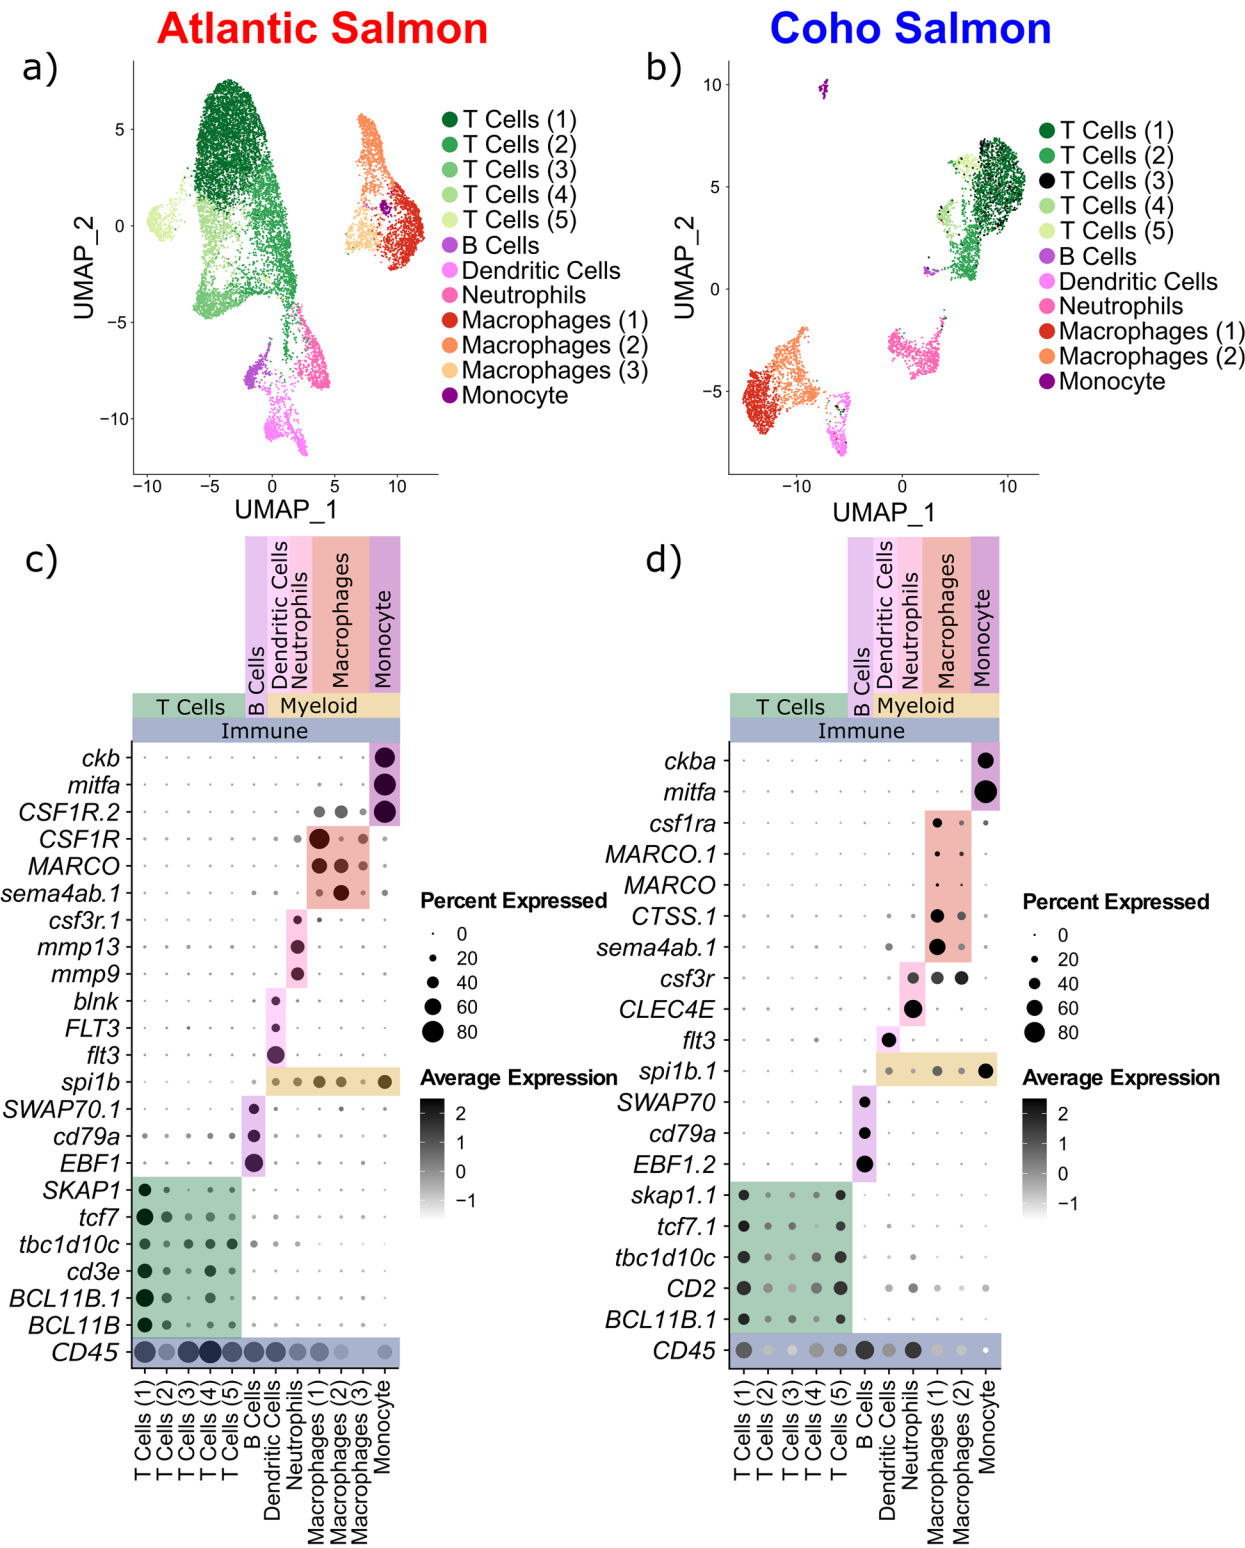 Atlantic Salmon
Coho Salmon
a)
5
0
−5
−10
UMAP_2
−10
−5
0
5
10
UMAP_1
T Cells (1)
T Cells (2)
T Cells (3)
T Cells (4)
T Cells (5)
B Cells
Dendritic Cells
Neutrophils
Macrophages (1)
Macrophages (2)
Macrophages (3)
Monocyte
b)
10
5
0
−5
UMAP_2
−10
0
10
UMAP_1
T Cells (1)
T Cells (2)
T Cells (3)
T Cells (4)
T Cells (5)
B Cells
Dendritic Cells
Neutrophils
Macrophages (1)
Macrophages (2)
Monocyte
c)
B Cells
Dendritic Cells
Neutrophils
Macrophages
Monocyte
T Cells
Myeloid
Immune
ckb
mitfa
CSF1R.2
CSF1R
MARCO
sema4ab.1
csf3r.1
mmp13
mmp9
blnk
FLT3
flt3
spi1b
SWAP70.1
cd79a
EBF1
SKAP1
tcf7
tbc1d10c
cd3e
BCL11B.1
BCL11B
CD45
T Cells (1)
T Cells (2)
T Cells (3)
T Cells (4)
T Cells (5)
B Cells
Dendritic Cells
Neutrophils
Macrophages (1)
Macrophages (2)
Macrophages (3)
Monocyte
Percent Expressed
0
20
40
60
80
Average Expression
2
1
0
−1
d)
B Cells
Dendritic Cells
Neutrophils
Macrophages
Monocyte
T Cells
Myeloid
Immune
ckba
mitfa
csf1ra
MARCO.1
MARCO
CTSS.1
sema4ab.1
csf3r
CLEC4E
flt3
spi1b.1
SWAP70
cd79a
EBF1.2
skap1.1
tcf7.1
tbc1d10c
CD2
BCL11B.1
CD45
T Cells (1)
T Cells (2)
T Cells (3)
T Cells (4)
T Cells (5)
B Cells
Dendritic Cells
Neutrophils
Macrophages (1)
Macrophages (2)
Monocyte
Percent Expressed
0
20
40
60
80
Average Expression
2
1
0
−1